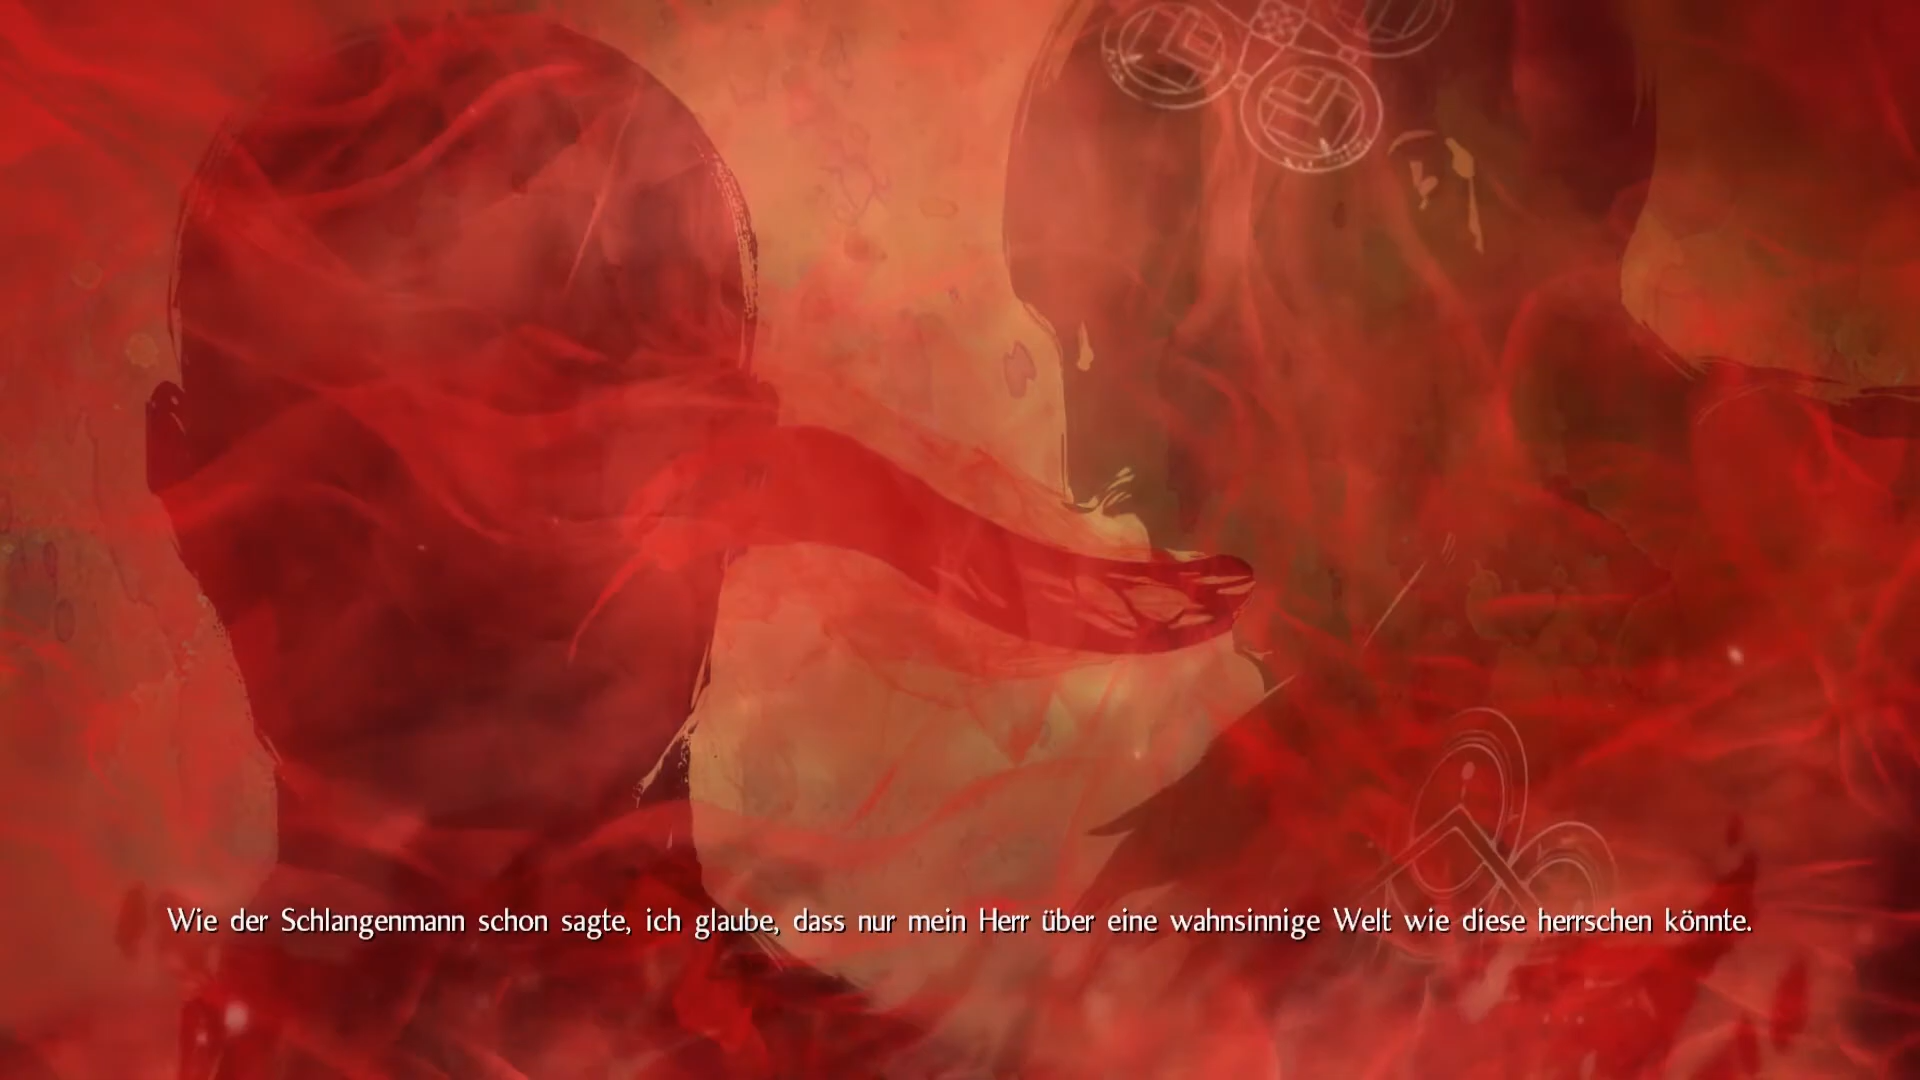 Wie der Schlangenmann schon sagte, ich glaube, dass nur mein Herr über eine wahnsinnige Welt wie diese herrschen könnte.